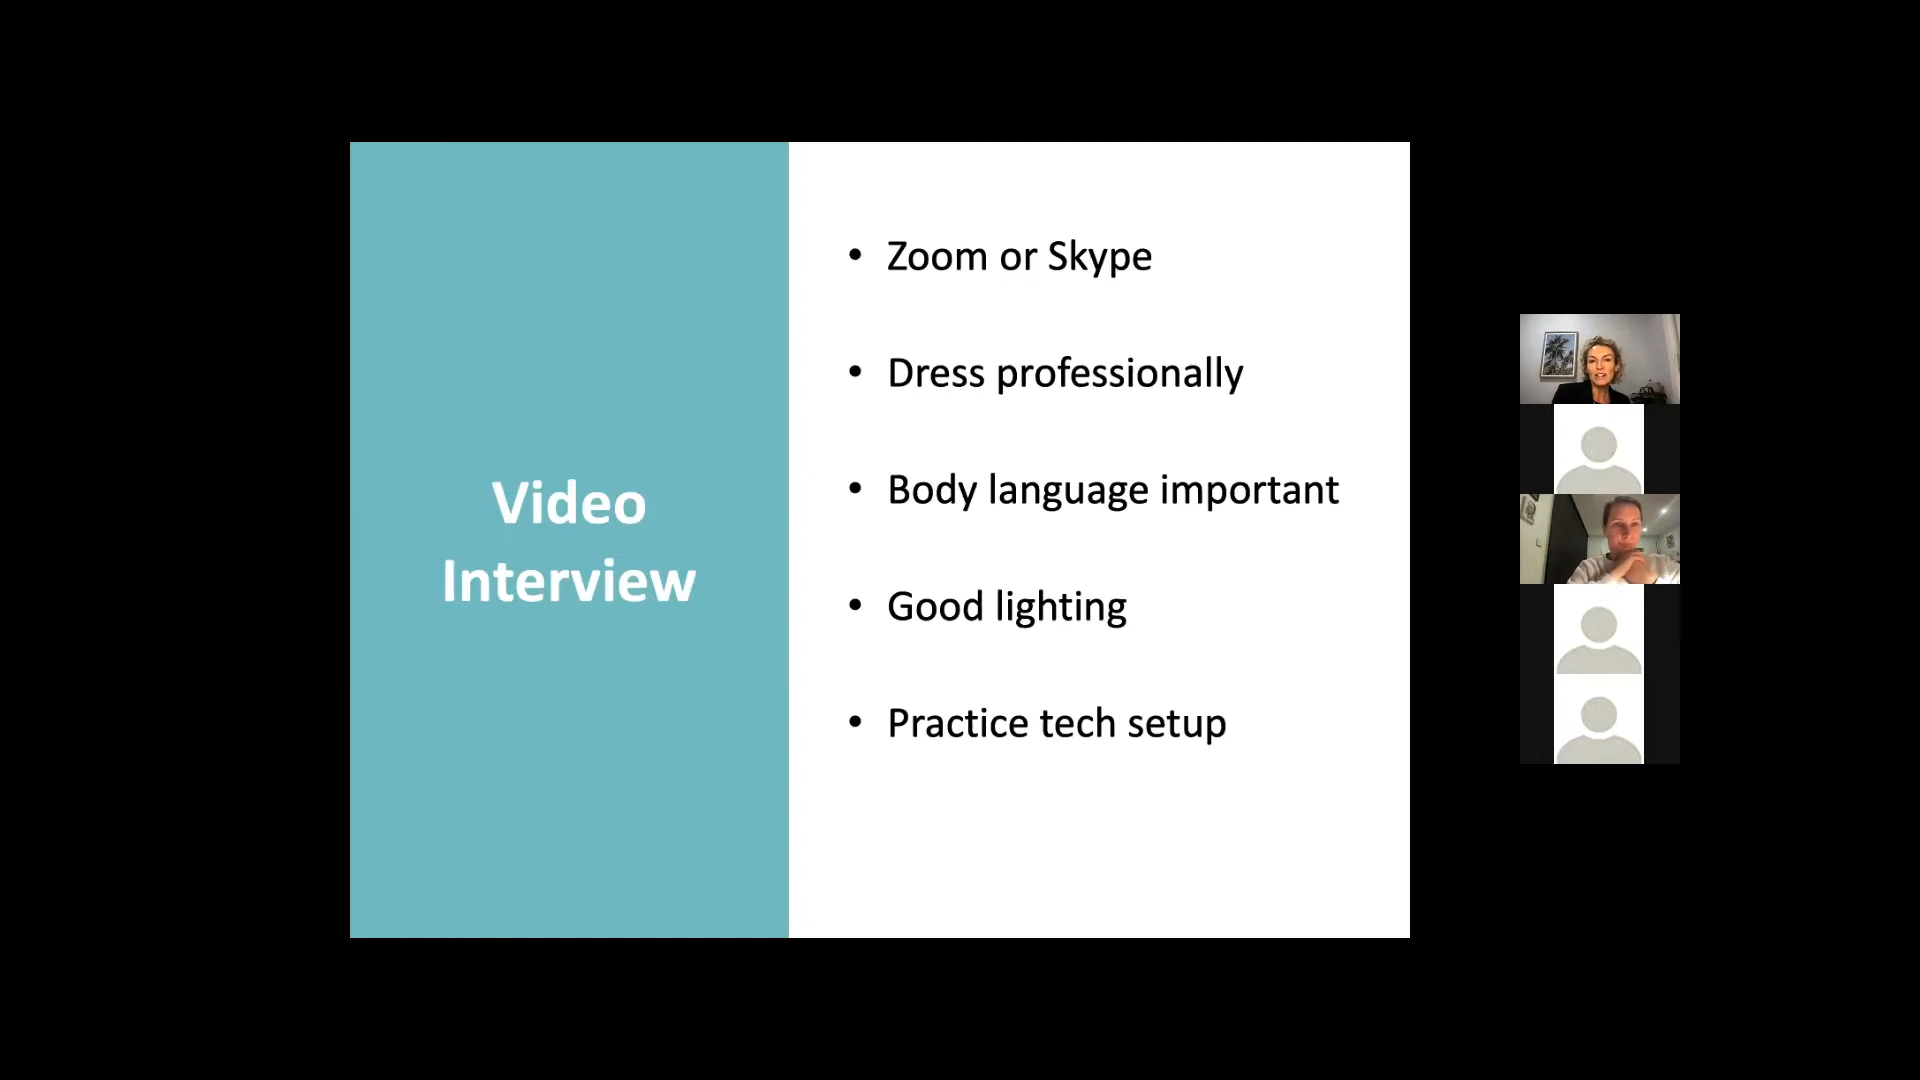 Video
Interview
• Zoom or Skype
• Dress professionally
• Body language important
• Good lighting
• Practice tech setup